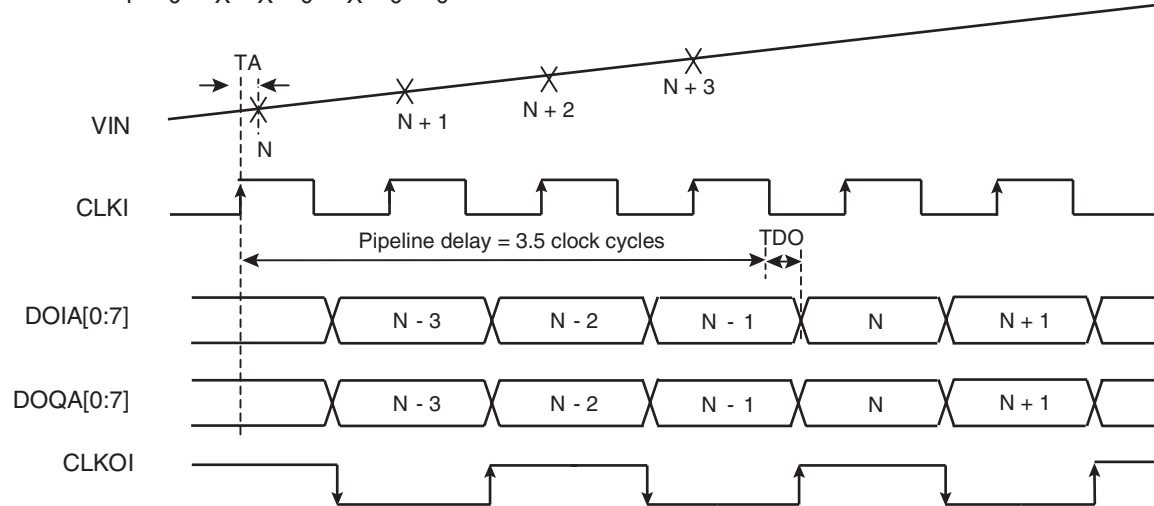 TA
VIN
N
N + 1
N + 2
N + 3
CLKI
Pipeline delay = 3.5 clock cycles
TDO
DOIA[0:7]
N - 3
N - 2
N - 1
N
N + 1
DOQA[0:7]
N - 3
N - 2
N - 1
N
N + 1
CLKOI